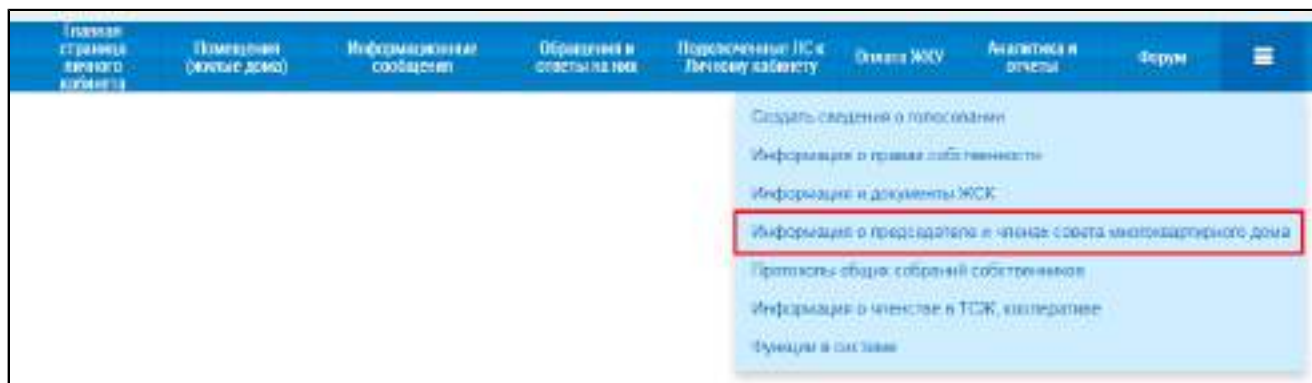 Главная
страница
личного
кабинета
Помещения
(жилые дома)
Информационные
сообщения
Обращения и
ответы на них
Подключенные ЛС к
Личному кабинету
Оплата ЖКУ
Аналитика и
отчеты
Форум
Создать сведения о голосовании
Информация о правах собственности
Информация и документы ЖСК
Информация о председателе и членах совета многоквартирного дома
Протоколы общих собраний собственников
Информация о членстве в ТСЖ, кооперативе
Функции в системе